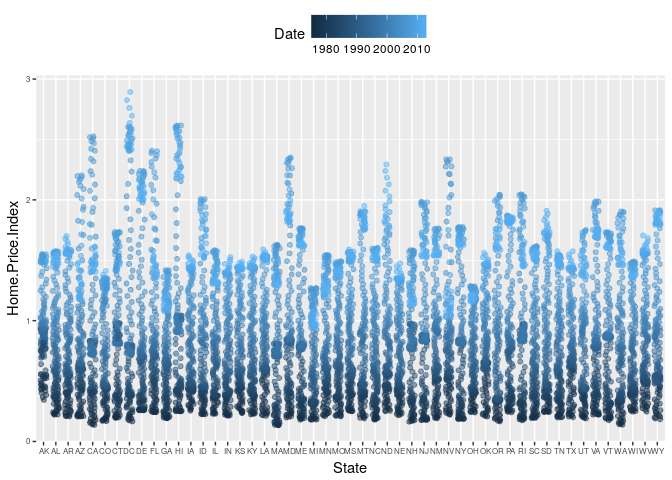 Date
1980 1990 2000 2010
3
2
1
0
Home.Price.Index
AK AL AR AZ CA CO CT DC DE FL GA HI IA ID IL IN KS KY LA MA MD ME MI MN MO MS MT NC ND NE NH NJ NM NV NY OH OK OR PA RI SC SD TN TX UT VA VT WA WI WV WY
State